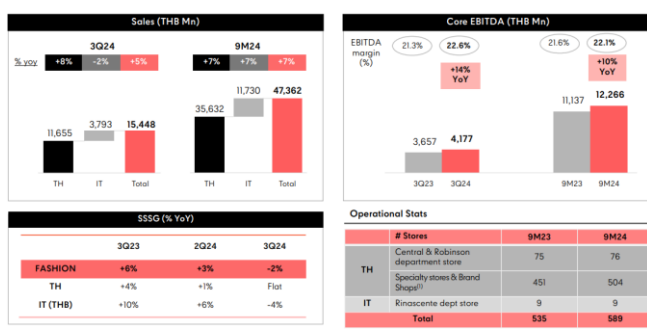 Sales (THB Mn)
3Q24 9M24
% yoy +8% -2% +5% +7% +7% +7%
11,655 3,793 15,448 35,632 11,730 47,362
TH IT Total TH IT Total
SSSG (% YoY)
3Q23 2Q24 3Q24
FASHION +6% +3% -2%
TH +4% +1% Flat
IT (THB) +10% +6% -4%
Core EBITDA (THB Mn)
EBITDA margin (%) 21.3% 22.6% 21.6% 22.1%
+14% YoY +10% YoY
3,657 4,177 11,137 12,266
3Q23 3Q24 9M23 9M24
Operational Stats
# Stores 9M23 9M24
TH
Central & Robinson
department store 75 76
Specialty stores & Brand
Shops(1) 451 504
IT Rinascente dept store 9 9
Total 535 589